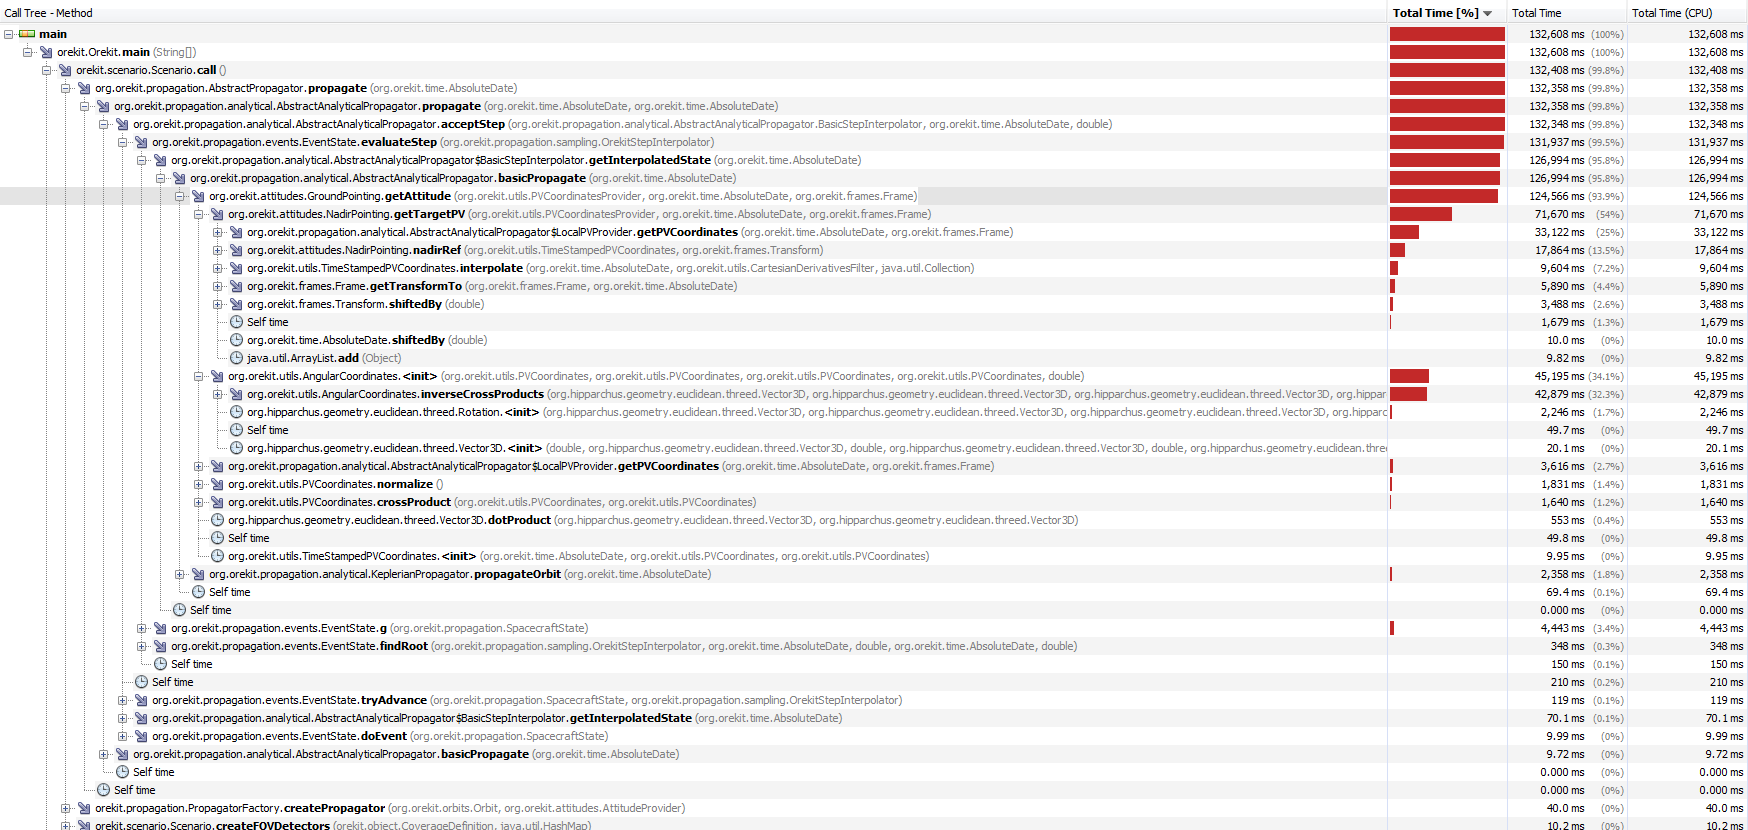 Call Tree - Method Total Time [%] Total Time Total Time (CPU)
main 132,608 ms (100%) 132,608 ms
orekit.Orekit.main (String[]) 132,608 ms (100%) 132,608 ms
orekit.scenario.Scenario.call () 132,408 ms (99.8%) 132,408 ms
org.orekit.propagation.AbstractPropagator.propagate (org.orekit.time.AbsoluteDate) 132,358 ms (99.8%) 132,358 ms
org.orekit.propagation.analytical.AbstractAnalyticalPropagator.propagate (org.orekit.time.AbsoluteDate, org.orekit.time.AbsoluteDate) 132,358 ms (99.8%) 132,358 ms
org.orekit.propagation.analytical.AbstractAnalyticalPropagator.acceptStep (org.orekit.propagation.analytical.AbstractAnalyticalPropagator.BasicStepInterpolator, org.orekit.time.AbsoluteDate, double) 132,348 ms (99.8%) 132,348 ms
org.orekit.propagation.events.EventState.evaluateStep (org.orekit.propagation.sampling.OrekitStepInterpolator) 131,937 ms (99.5%) 131,937 ms
org.orekit.propagation.analytical.AbstractAnalyticalPropagator$BasicStepInterpolator.getInterpolatedState (org.orekit.time.AbsoluteDate) 126,994 ms (95.8%) 126,994 ms
org.orekit.propagation.analytical.AbstractAnalyticalPropagator.basicPropagate (org.orekit.time.AbsoluteDate) 126,994 ms (95.8%) 126,994 ms
org.orekit.attitudes.GroundPointing.getAttitude (org.orekit.utils.PVCoordinatesProvider, org.orekit.time.AbsoluteDate, org.orekit.frames.Frame) 124,566 ms (93.9%) 124,566 ms
org.orekit.attitudes.NadirPointing.getTargetPV (org.orekit.utils.PVCoordinatesProvider, org.orekit.time.AbsoluteDate, org.orekit.frames.Frame) 71,670 ms (54%) 71,670 ms
org.orekit.propagation.analytical.AbstractAnalyticalPropagator$LocalPVProvider.getPVCoordinates (org.orekit.time.AbsoluteDate, org.orekit.frames.Frame) 33,122 ms (25%) 33,122 ms
org.orekit.attitudes.NadirPointing.nadirRef (org.orekit.utils.TimeStampedPVCoordinates, org.orekit.frames.Transform) 17,864 ms (13.5%) 17,864 ms
org.orekit.utils.TimeStampedPVCoordinates.interpolate (org.orekit.time.AbsoluteDate, org.orekit.utils.CartesianDerivativesFilter, java.util.Collection) 9,604 ms (7.2%) 9,604 ms
org.orekit.frames.Frame.getTransformTo (org.orekit.frames.Frame, org.orekit.time.AbsoluteDate) 5,890 ms (4.4%) 5,890 ms
org.orekit.frames.Transform.shiftedBy (double) 3,488 ms (2.6%) 3,488 ms
Self time 1,679 ms (1.3%) 1,679 ms
org.orekit.time.AbsoluteDate.shiftedBy (double) 10.0 ms (0%) 10.0 ms
java.util.ArrayList.add (Object) 9.82 ms (0%) 9.82 ms
org.orekit.utils.AngularCoordinates.<init> (org.orekit.utils.PVCoordinates, org.orekit.utils.PVCoordinates, org.orekit.utils.PVCoordinates, org.orekit.utils.PVCoordinates, double) 45,195 ms (34.1%) 45,195 ms
org.orekit.utils.AngularCoordinates.inverseCrossProducts (org.hipparchus.geometry.euclidean.threed.Vector3D, org.hipparchus.geometry.euclidean.threed.Vector3D, org.hipparchus.geometry.euclidean.threed.Vector3D, org.hippar 42,879 ms (32.3%) 42,879 ms
org.hipparchus.geometry.euclidean.threed.Rotation.<init> (org.hipparchus.geometry.euclidean.threed.Vector3D, org.hipparchus.geometry.euclidean.threed.Vector3D, org.hipparchus.geometry.euclidean.threed.Vector3D, org.hipparc 2,246 ms (1.7%) 2,246 ms
Self time 49.7 ms (0%) 49.7 ms
org.hipparchus.geometry.euclidean.threed.Vector3D.<init> (double, org.hipparchus.geometry.euclidean.threed.Vector3D, double, org.hipparchus.geometry.euclidean.threed.Vector3D, double, org.hipparchus.geometry.euclidean.thre 20.1 ms (0%) 20.1 ms
org.orekit.propagation.analytical.AbstractAnalyticalPropagator$LocalPVProvider.getPVCoordinates (org.orekit.time.AbsoluteDate, org.orekit.frames.Frame) 3,616 ms (2.7%) 3,616 ms
org.orekit.utils.PVCoordinates.normalize () 1,831 ms (1.4%) 1,831 ms
org.orekit.utils.PVCoordinates.crossProduct (org.orekit.utils.PVCoordinates, org.orekit.utils.PVCoordinates) 1,640 ms (1.2%) 1,640 ms
org.hipparchus.geometry.euclidean.threed.Vector3D.dotProduct (org.hipparchus.geometry.euclidean.threed.Vector3D, org.hipparchus.geometry.euclidean.threed.Vector3D) 553 ms (0.4%) 553 ms
Self time 49.8 ms (0%) 49.8 ms
org.orekit.utils.TimeStampedPVCoordinates.<init> (org.orekit.time.AbsoluteDate, org.orekit.utils.PVCoordinates, org.orekit.utils.PVCoordinates) 9.95 ms (0%) 9.95 ms
org.orekit.propagation.analytical.KeplerianPropagator.propagateOrbit (org.orekit.time.AbsoluteDate) 2,358 ms (1.8%) 2,358 ms
Self time 69.4 ms (0.1%) 69.4 ms
Self time 0.000 ms (0%) 0.000 ms
org.orekit.propagation.events.EventState.g (org.orekit.propagation.SpacecraftState) 4,443 ms (3.4%) 4,443 ms
org.orekit.propagation.events.EventState.findRoot (org.orekit.propagation.sampling.OrekitStepInterpolator, org.orekit.time.AbsoluteDate, double, org.orekit.time.AbsoluteDate, double) 348 ms (0.3%) 348 ms
Self time 150 ms (0.1%) 150 ms
Self time 210 ms (0.2%) 210 ms
org.orekit.propagation.events.EventState.tryAdvance (org.orekit.propagation.SpacecraftState, org.orekit.propagation.sampling.OrekitStepInterpolator) 119 ms (0.1%) 119 ms
org.orekit.propagation.analytical.AbstractAnalyticalPropagator$BasicStepInterpolator.getInterpolatedState (org.orekit.time.AbsoluteDate) 70.1 ms (0.1%) 70.1 ms
org.orekit.propagation.events.EventState.doEvent (org.orekit.propagation.SpacecraftState) 9.99 ms (0%) 9.99 ms
org.orekit.propagation.analytical.AbstractAnalyticalPropagator.basicPropagate (org.orekit.time.AbsoluteDate) 9.72 ms (0%) 9.72 ms
Self time 0.000 ms (0%) 0.000 ms
Self time 0.000 ms (0%) 0.000 ms
orekit.propagation.PropagatorFactory.createPropagator (org.orekit.orbits.Orbit, org.orekit.attitudes.AttitudeProvider) 40.0 ms (0%) 40.0 ms
orekit.scenario.Scenario.createFOVDetectors (orekit.object.CoverageDefinition, java.util.HashMap) 10.2 ms (0%) 10.2 ms